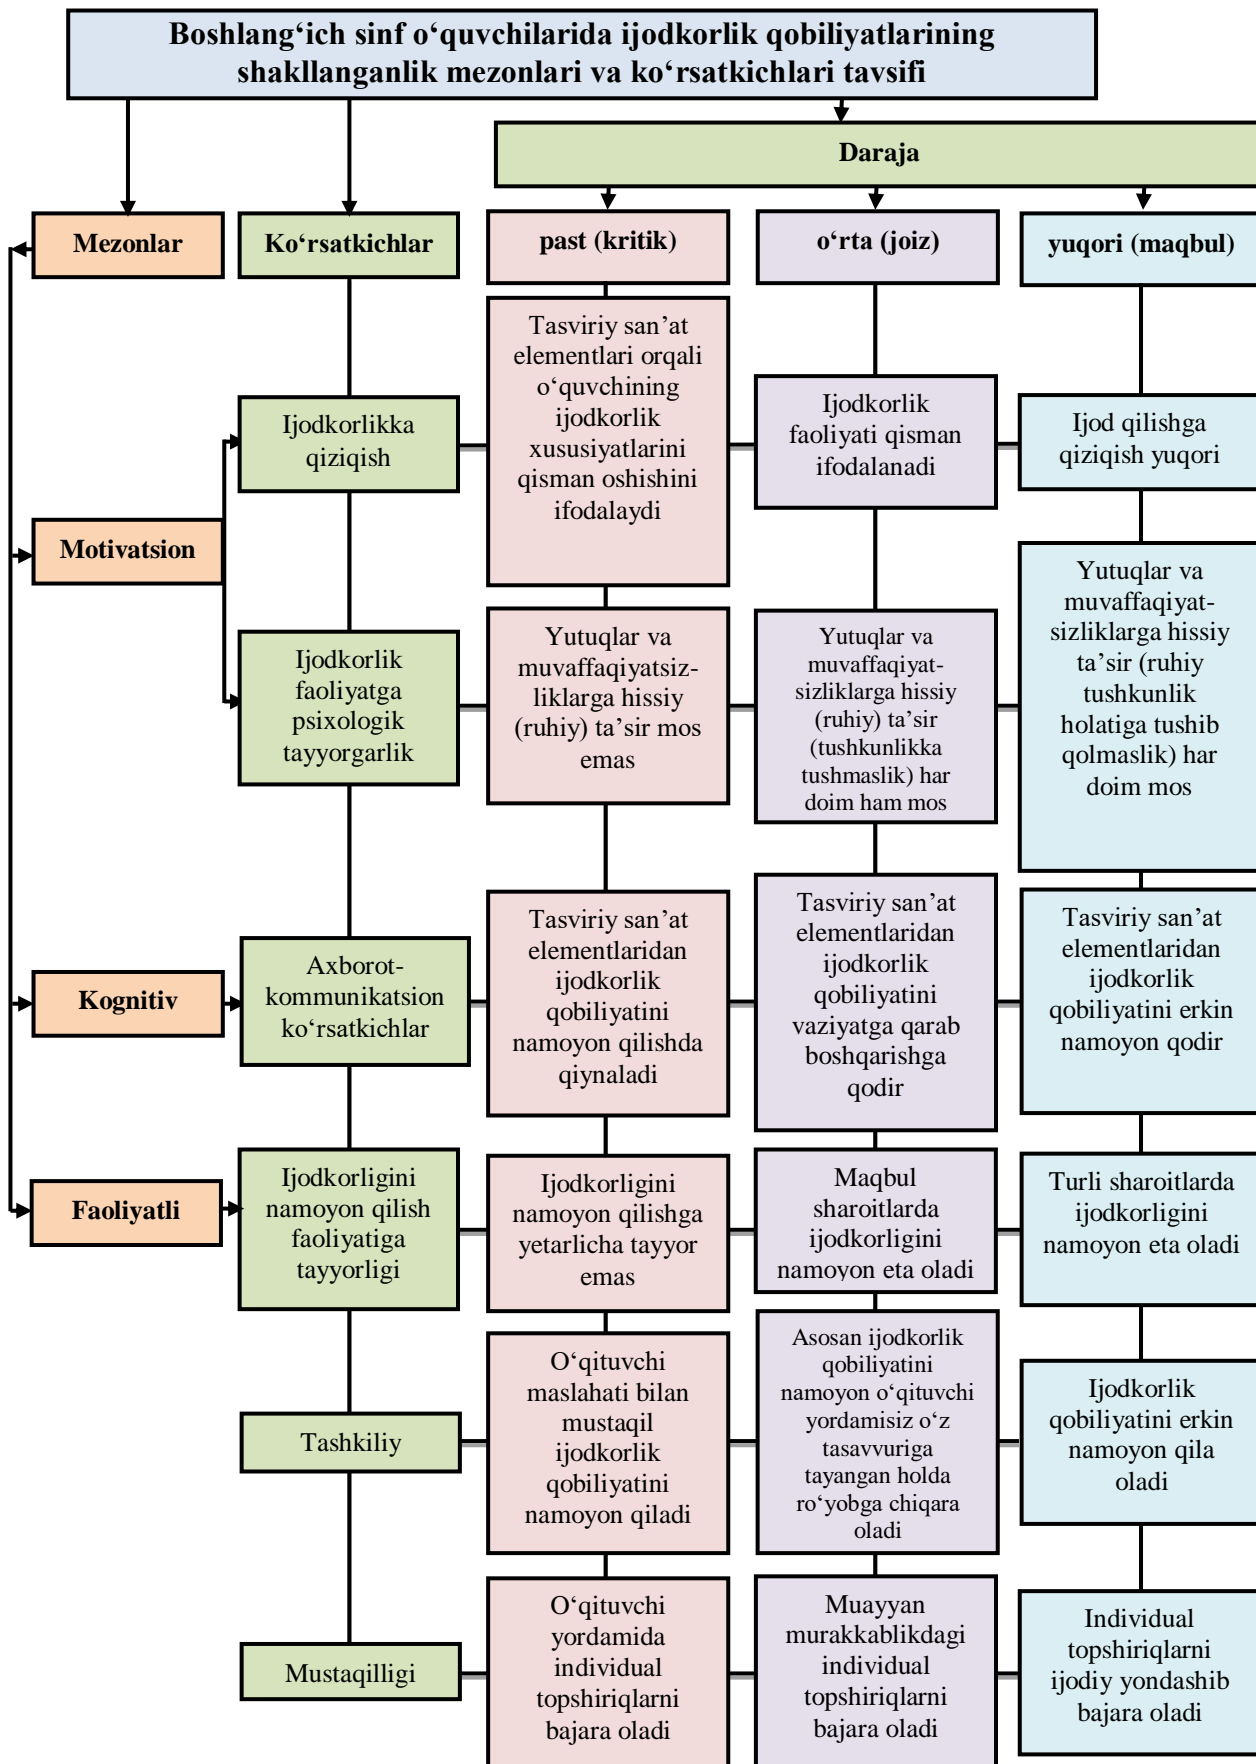 Boshlang‘ich sinf o‘quvchilarida ijodkorlik qobiliyatlarining
shakllanganlik mezonlari va ko‘rsatkichlari tavsifi
Daraja
Mezonlar
Ko‘rsatkichlar
past (kritik)
o‘rta (joiz)
yuqori (maqbul)
Motivatsion
Ijodkorlikka
qiziqish
Tasviriy san’at
elementlari orqali
o‘quvchining
ijodkorlik
xususiyatlarini
qisman oshishini
ifodalaydi
Ijodkorlik
faoliyati qisman
ifodalanadi
Ijod qilishga
qiziqish yuqori
Ijodkorlik
faoliyatga
psixologik
tayyorgarlik
Yutuqlar va
muvaffaqiyatsiz-
liklarga hissiy
(ruhiy) ta’sir mos
emas
Yutuqlar va
muvaffaqiyat-
sizliklarga hissiy
(ruhiy) ta’sir
(tushkunlikka
tushmaslik) har
doim ham mos
Yutuqlar va
muvaffaqiyat-
sizliklarga hissiy
ta’sir (ruhiy
tushkunlik
holatiga tushib
qolmaslik) har
doim mos
Kognitiv
Axborot-
kommunikatsion
ko‘rsatkichlar
Tasviriy san’at
elementlaridan
ijodkorlik
qobiliyatini
namoyon qilishda
qiynaladi
Tasviriy san’at
elementlaridan
ijodkorlik
qobiliyatini
vaziyatga qarab
boshqarishga
qodir
Tasviriy san’at
elementlaridan
ijodkorlik
qobiliyatini erkin
namoyon qodir
Faoliyatli
Ijodkorligini
namoyon qilish
faoliyatiga
tayyorligi
Ijodkorligini
namoyon qilishga
yetarlicha tayyor
emas
Maqbul
sharoitlarda
ijodkorligini
namoyon eta oladi
Turli sharoitlarda
ijodkorligini
namoyon eta oladi
Tashkiliy
O‘qituvchi
maslahati bilan
mustaqil
ijodkorlik
qobiliyatini
namoyon qiladi
Asosan ijodkorlik
qobiliyatini
namoyon o‘qituvchi
yordamisiz o‘z
tasavvuriga
tayangan holda
ro‘yobga chiqara
oladi
Ijodkorlik
qobiliyatini erkin
namoyon qila
oladi
Mustaqilligi
O‘qituvchi
yordamida
individual
topshiriqlarni
bajara oladi
Muayyan
murakkablikdagi
individual
topshiriqlarni
bajara oladi
Individual
topshiriqlarni
ijodiy yondashib
bajara oladi